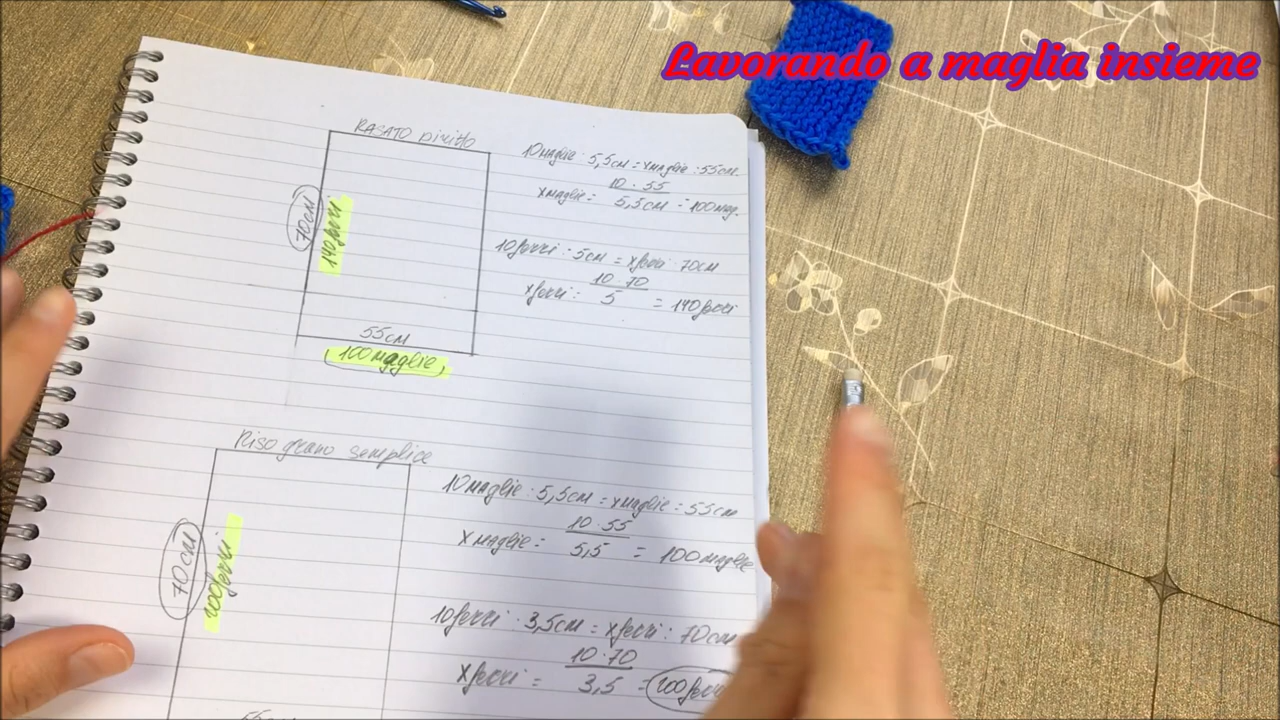 Lavorando a maglia insieme
RASATO Diritto
10 maglie : 5,5cm = x maglie : 55cm
10 · 55
x maglie = 5,5cm = 100mag.
70cm
140 ferri
10 ferri : 5cm = x ferri : 70cm
10 · 70
x ferri = 5 = 140 ferri
55cm
100 maglie
Riso grano semplice
10 maglie : 5,5cm = x maglie = 55cm
10 · 55
x maglie = 5,5 = 100 maglie
70cm
200 ferri
10 ferri : 3,5cm = x ferri : 70cm
10 · 70
x ferri = 3,5 = 200 ferri